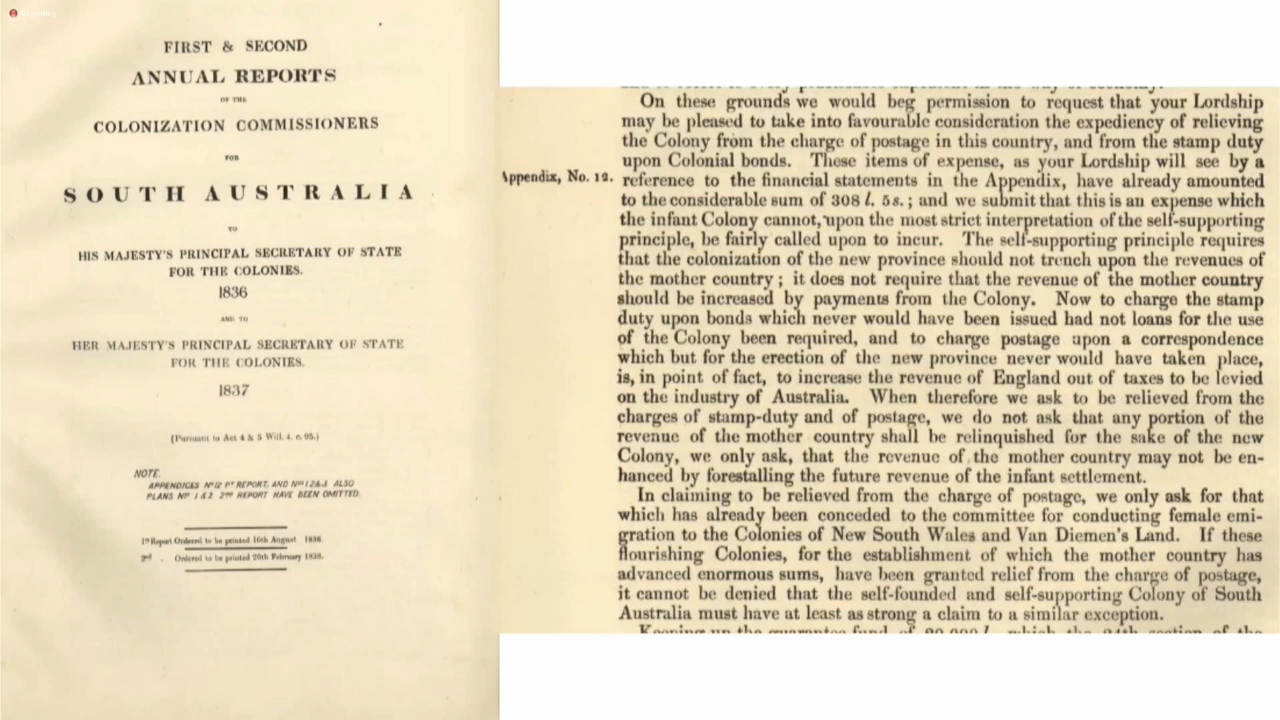 FIRST & SECOND
ANNUAL REPORTS
OF THE
COLONIZATION COMMISSIONERS
FOR
SOUTH AUSTRALIA
TO
HIS MAJESTY'S PRINCIPAL SECRETARY OF STATE
FOR THE COLONIES.
1836
AND TO
HER MAJESTY'S PRINCIPAL SECRETARY OF STATE
FOR THE COLONIES.
1837
(Pursuant to Act 4 & 5 Will. 4. c. 95.)
NOTE.
APPENDICES Nº 12 1ST REPORT, AND Nºs 1 2 & 3. ALSO
PLANS Nºs 1 & 2 2ND REPORT HAVE BEEN OMITTED.
1st Report Ordered to be printed 16th August 1836.
2nd . Ordered to be printed 20th February 1838.
On these grounds we would beg permission to request that your Lordship
may be pleased to take into favourable consideration the expediency of relieving
the Colony from the charge of postage in this country, and from the stamp duty
upon Colonial bonds. These items of expense, as your Lordship will see by a
Appendix, No. 12. reference to the financial statements in the Appendix, have already amounted
to the considerable sum of 308 l. 5 s.; and we submit that this is an expense which
the infant Colony cannot, upon the most strict interpretation of the self-supporting
principle, be fairly called upon to incur. The self-supporting principle requires
that the colonization of the new province should not trench upon the revenues of
the mother country; it does not require that the revenue of the mother country
should be increased by payments from the Colony. Now to charge the stamp
duty upon bonds which never would have been issued had not loans for the use
of the Colony been required, and to charge postage upon a correspondence
which but for the erection of the new province never would have taken place,
is, in point of fact, to increase the revenue of England out of taxes to be levied
on the industry of Australia. When therefore we ask to be relieved from the
charges of stamp-duty and of postage, we do not ask that any portion of the
revenue of the mother country shall be relinquished for the sake of the new
Colony, we only ask, that the revenue of the mother country may not be en-
hanced by forestalling the future revenue of the infant settlement.
In claiming to be relieved from the charge of postage, we only ask for that
which has already been conceded to the committee for conducting female emi-
gration to the Colonies of New South Wales and Van Diemen's Land. If these
flourishing Colonies, for the establishment of which the mother country has
advanced enormous sums, have been granted relief from the charge of postage,
it cannot be denied that the self-founded and self-supporting Colony of South
Australia must have at least as strong a claim to a similar exception.